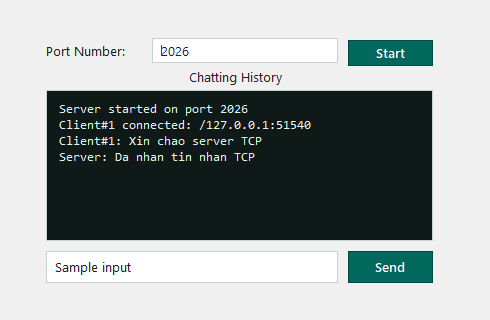 Port Number:
2026
Start
Chatting History
Server started on port 2026
Client#1 connected: /127.0.0.1:51540
Client#1: Xin chao server TCP
Server: Da nhan tin nhan TCP
Sample input
Send